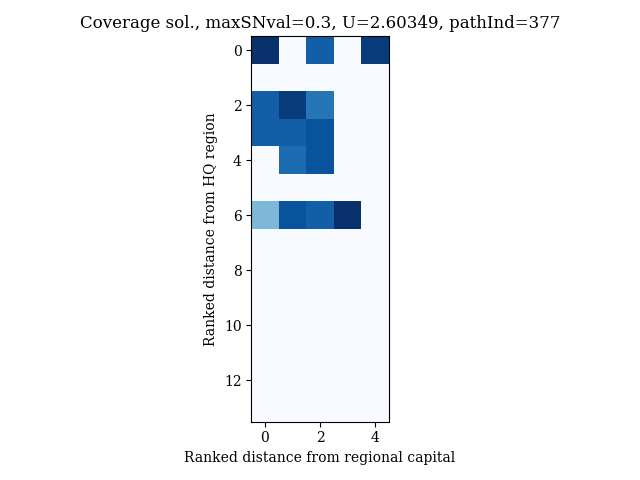 Coverage sol., maxSNval=0.3, U=2.60349, pathInd=377
0
2
4
6
8
10
12
Ranked distance from HQ region
0 2 4
Ranked distance from regional capital